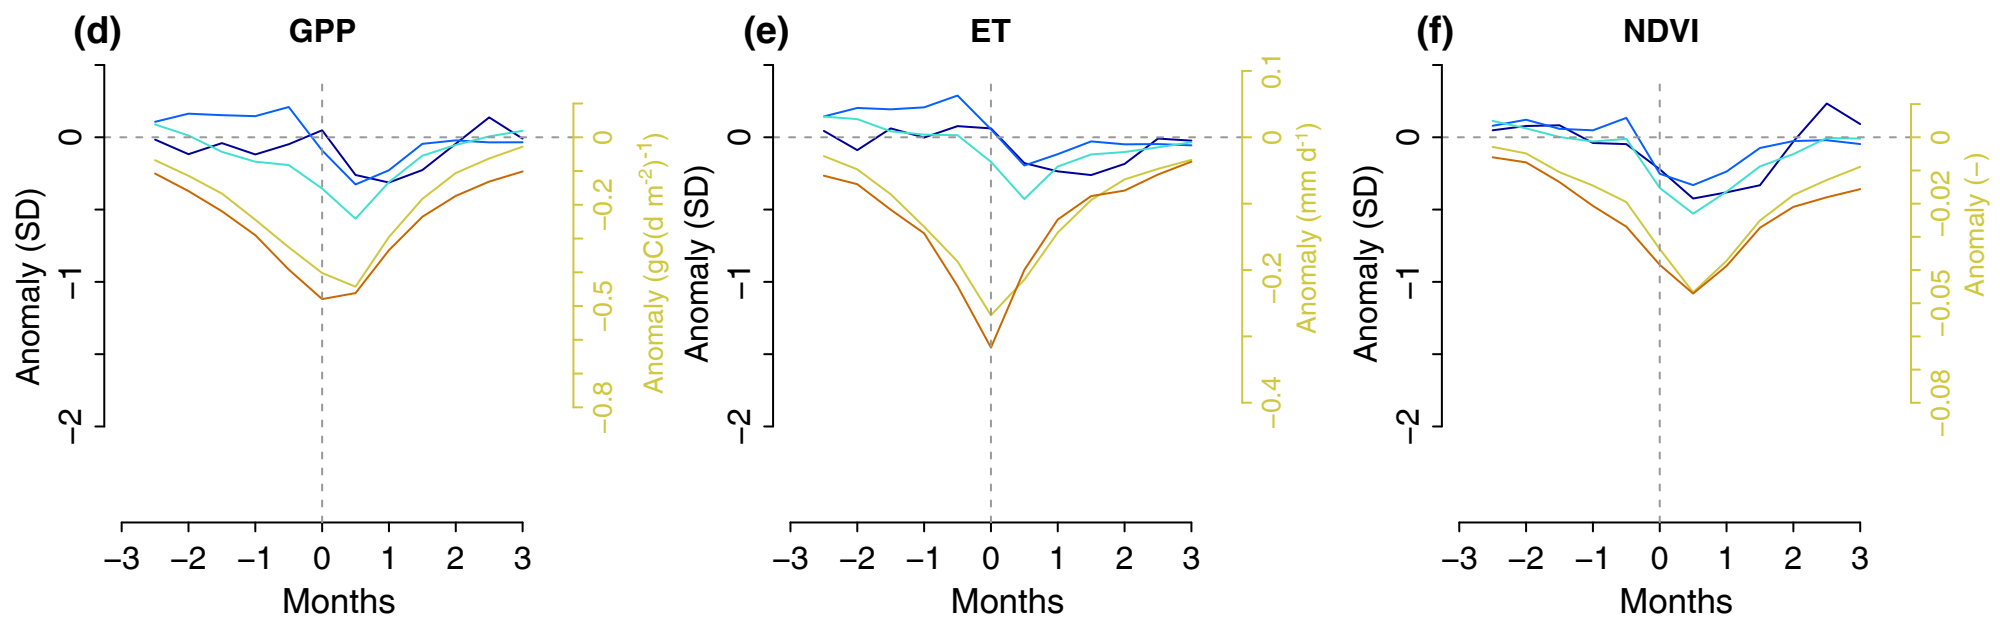 (d) GPP
0
−1
−2
Anomaly (SD)
0
−0.2
−0.5
−0.8
Anomaly (gC(d m⁻²)⁻¹)
−3 −2 −1 0 1 2 3
Months
(e) ET
0
−1
−2
Anomaly (SD)
0.1
0
−0.2
−0.4
Anomaly (mm d⁻¹)
−3 −2 −1 0 1 2 3
Months
(f) NDVI
0
−1
−2
Anomaly (SD)
0
−0.02
−0.05
−0.08
Anomaly (−)
−3 −2 −1 0 1 2 3
Months